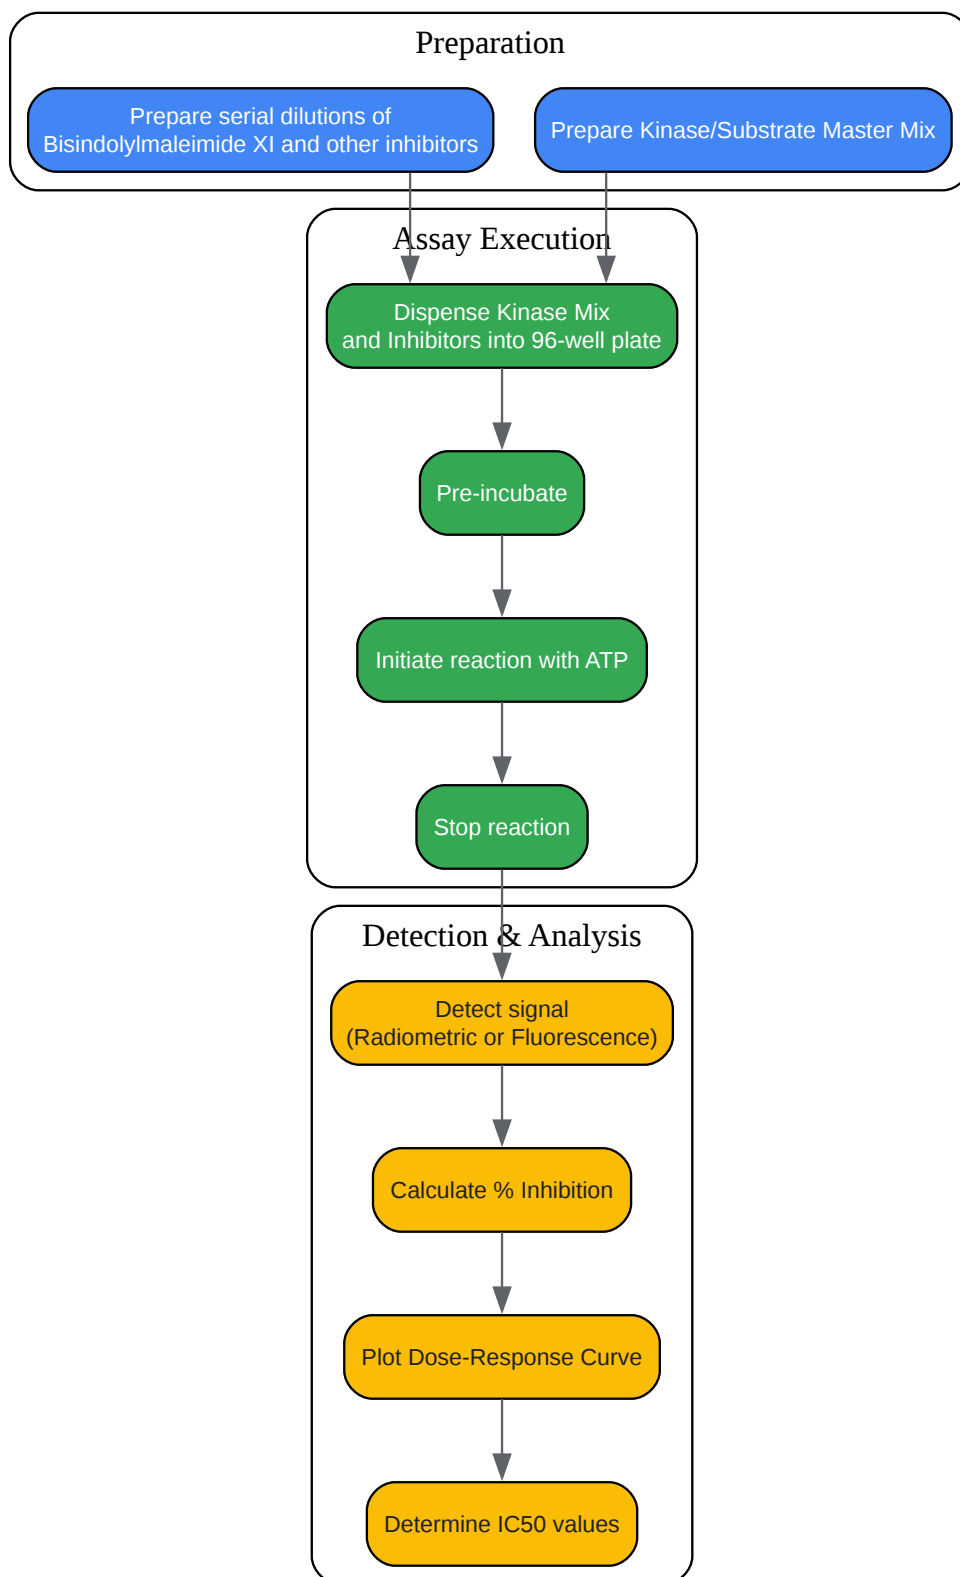 Preparation
Prepare serial dilutions of
Bisindolylmaleimide XI and other inhibitors
Prepare Kinase/Substrate Master Mix
Assay Execution
Dispense Kinase Mix
and Inhibitors into 96-well plate
Pre-incubate
Initiate reaction with ATP
Stop reaction
Detection & Analysis
Detect signal
(Radiometric or Fluorescence)
Calculate % Inhibition
Plot Dose-Response Curve
Determine IC50 values